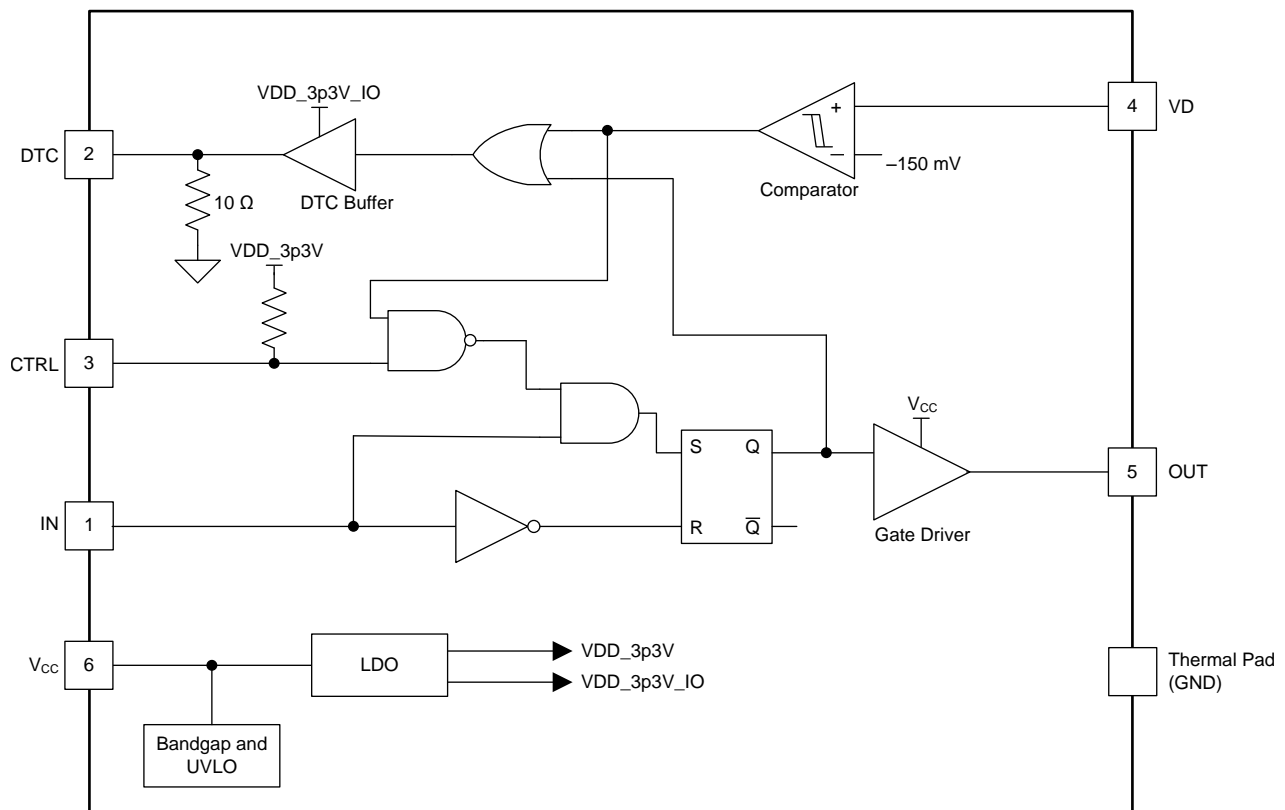 VDD_3p3V_IO
DTC
2
DTC Buffer
10 Ω
VDD_3p3V
+
–
–150 mV
Comparator
4
VD
CTRL
3
IN
1
S
Q
R
Q̅
VCC
Gate Driver
5
OUT
VCC
6
LDO
VDD_3p3V
VDD_3p3V_IO
Bandgap and
UVLO
Thermal Pad
(GND)